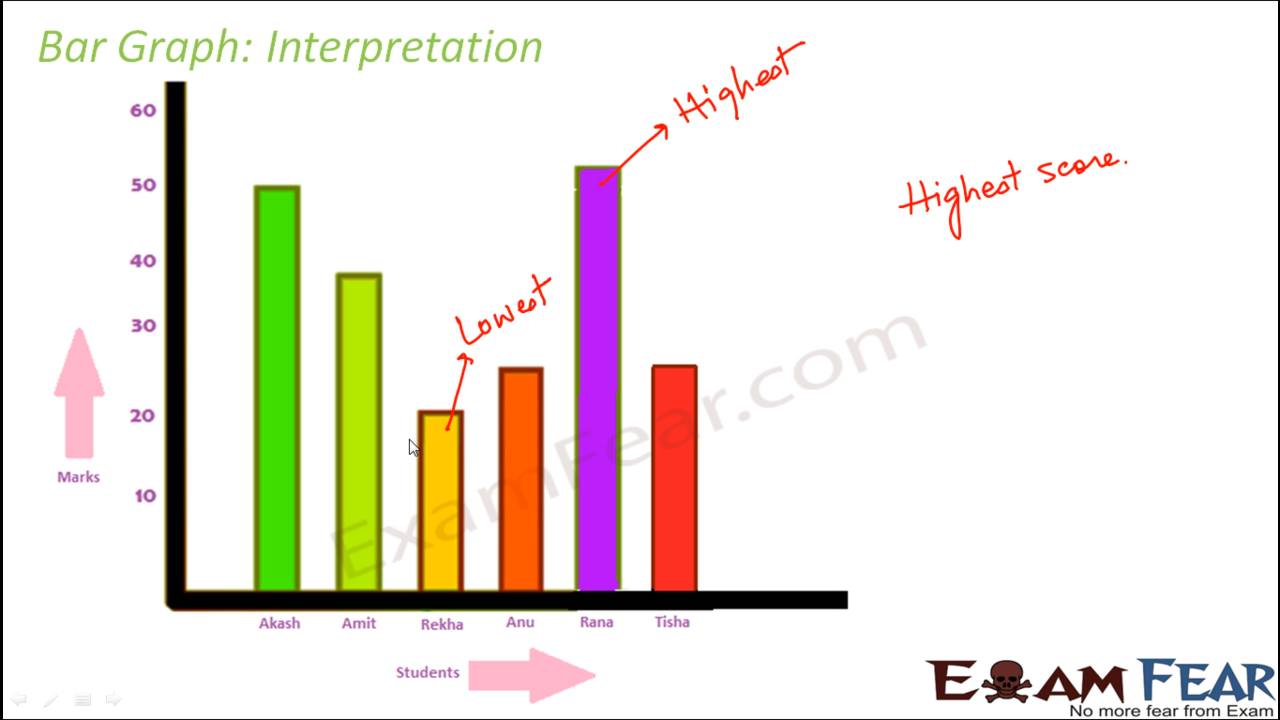 Bar Graph: Interpretation
60
50
40
30
20
10
Marks
Highest
Highest score.
Lowest
ExamFear.com
Akash Amit Rekha Anu Rana Tisha
Students
EXAM FEAR
No more fear from Exam